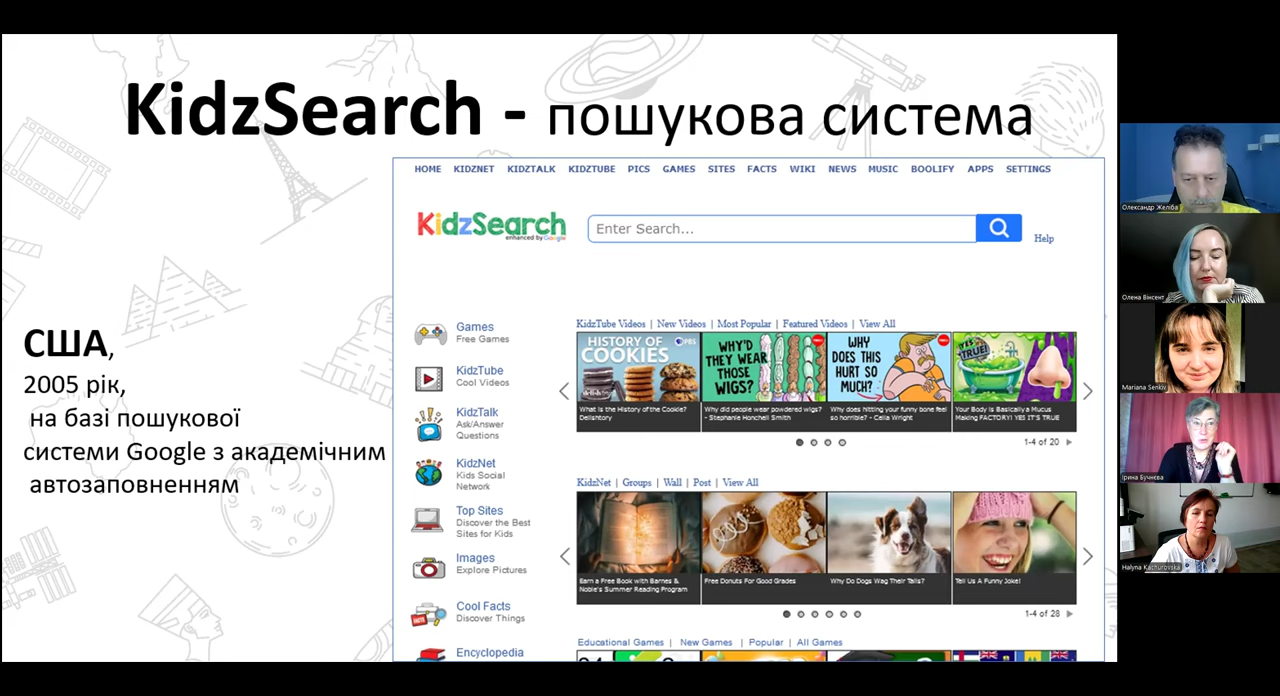 KidzSearch - пошукова система
HOME KIDZNET KIDZTALK KIDZTUBE PICS GAMES SITES FACTS WIKI NEWS MUSIC BOOLIFY APPS SETTINGS
KidzSearch
enhanced by Google
Enter Search...
Help
США,
2005 рік,
на базі пошукової
системи Google з академічним
автозаповненням
Games
Free Games
KidzTube
Cool Videos
KidzTalk
Ask/Answer
Questions
KidzNet
Kids Social
Network
Top Sites
Discover the Best
Sites for Kids
Images
Explore Pictures
Cool Facts
Discover Things
Encyclopedia
KidzTube Videos | New Videos | Most Popular | Featured Videos | View All
HISTORY OF
COOKIES
PBS
WHY'D
THEY WEAR
THOSE
WIGS?
WHY
DOES THIS
HURT SO
MUCH?
YES IT'S
TRUE!
What is the History of the Cookie?
Delishtory
Why did people wear powdered wigs?
- Stephanie Honchell Smith
Why does hitting your funny bone feel
so horrible? - Cella Wright
Your Body is Basically a Mucus
Making FACTORY! YES IT'S TRUE
1-4 of 20
KidzNet | Groups | Wall | Post | View All
Earn a Free Book with Barnes &
Noble's Summer Reading Program
Free Donuts For Good Grades
Why Do Dogs Wag Their Tails?
Tell Us A Funny Joke!
1-4 of 28
Educational Games | New Games | Popular | All Games
Олександр Желіба
Олена Вінсент
Mariana Senkiv
Ірина Бучнєва
Halyna Kachurovska